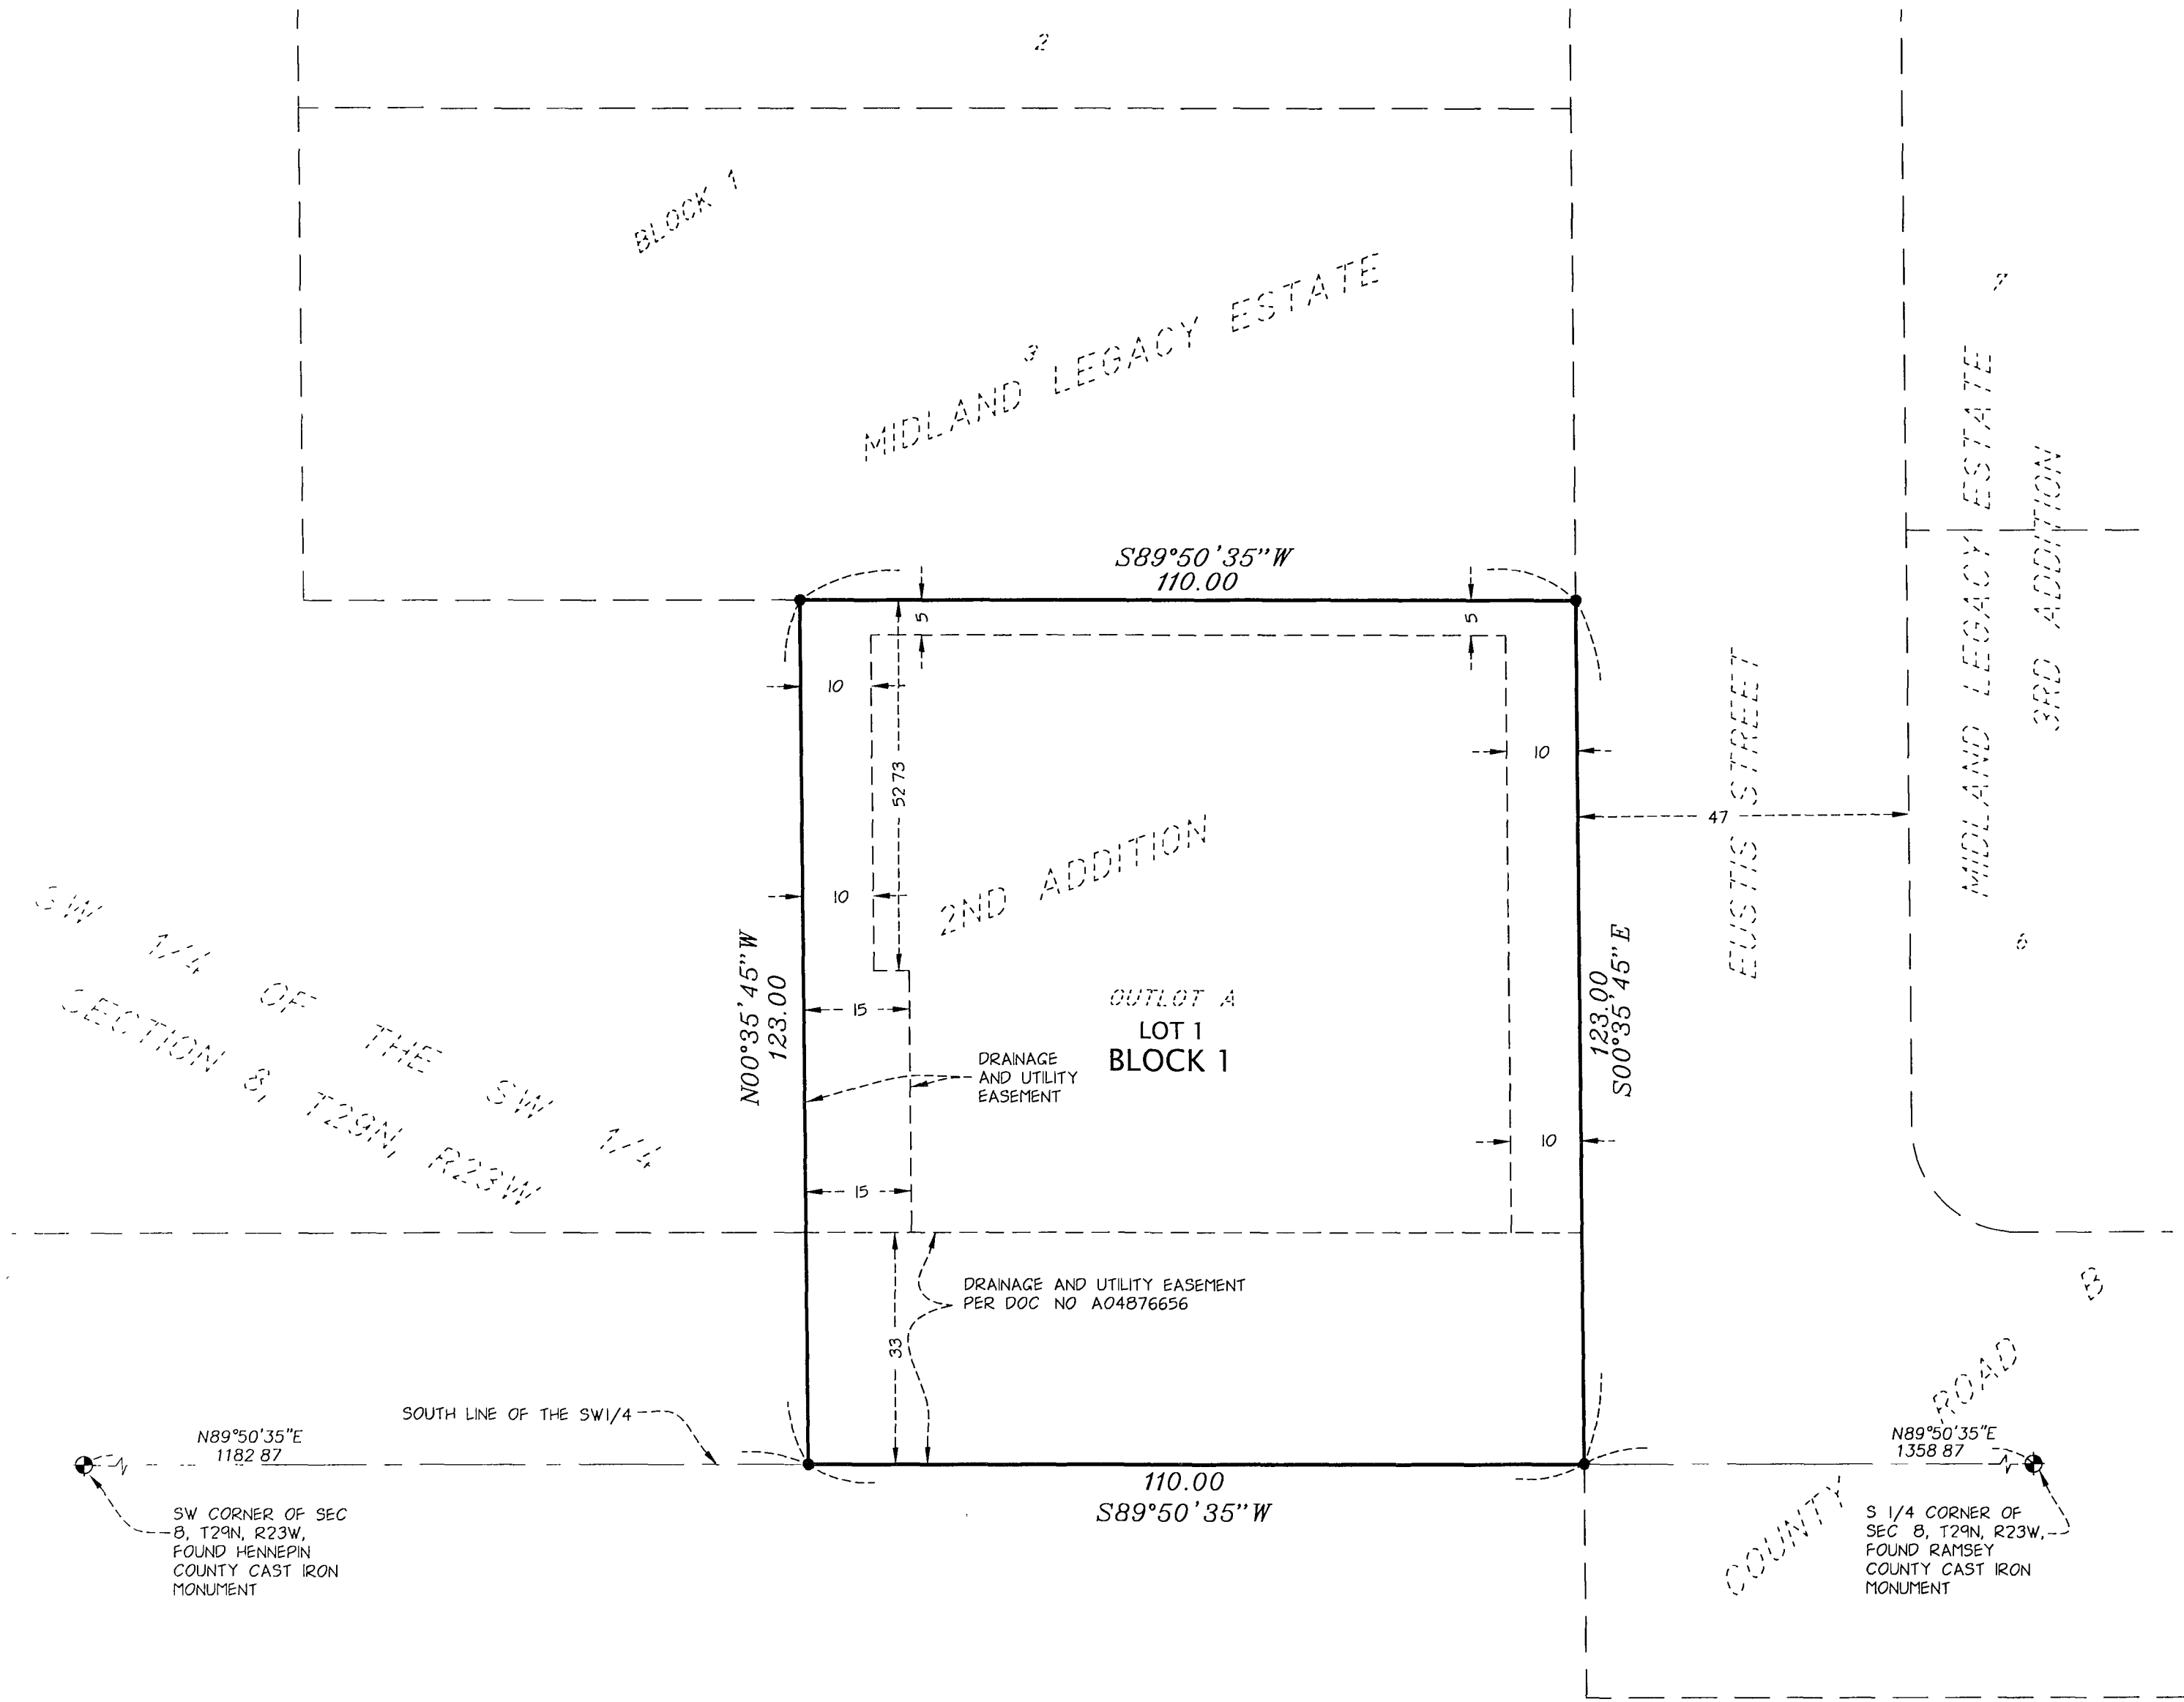 2
BLOCK 1
MIDLAND LEGACY ESTATE
3
7
MIDLAND LEGACY ESTATE
3RD ADDITION
S89°50'35"W
110.00
5
5
10
10
52 73
EUSTIS STREET
47
2ND ADDITION
10
6
SW 1/4 OF THE SW 1/4
SECTION 8, T29N, R23W
N00°35'45"W
123.00
123.00
S00°35'45"E
15
OUTLOT A
LOT 1
BLOCK 1
DRAINAGE
AND UTILITY
EASEMENT
10
15
DRAINAGE AND UTILITY EASEMENT
PER DOC NO A04876656
33
COUNTY ROAD B
SOUTH LINE OF THE SW1/4
N89°50'35"E
1182 87
N89°50'35"E
1358 87
110.00
S89°50'35"W
SW CORNER OF SEC
8, T29N, R23W,
FOUND HENNEPIN
COUNTY CAST IRON
MONUMENT
S 1/4 CORNER OF
SEC 8, T29N, R23W,
FOUND RAMSEY
COUNTY CAST IRON
MONUMENT